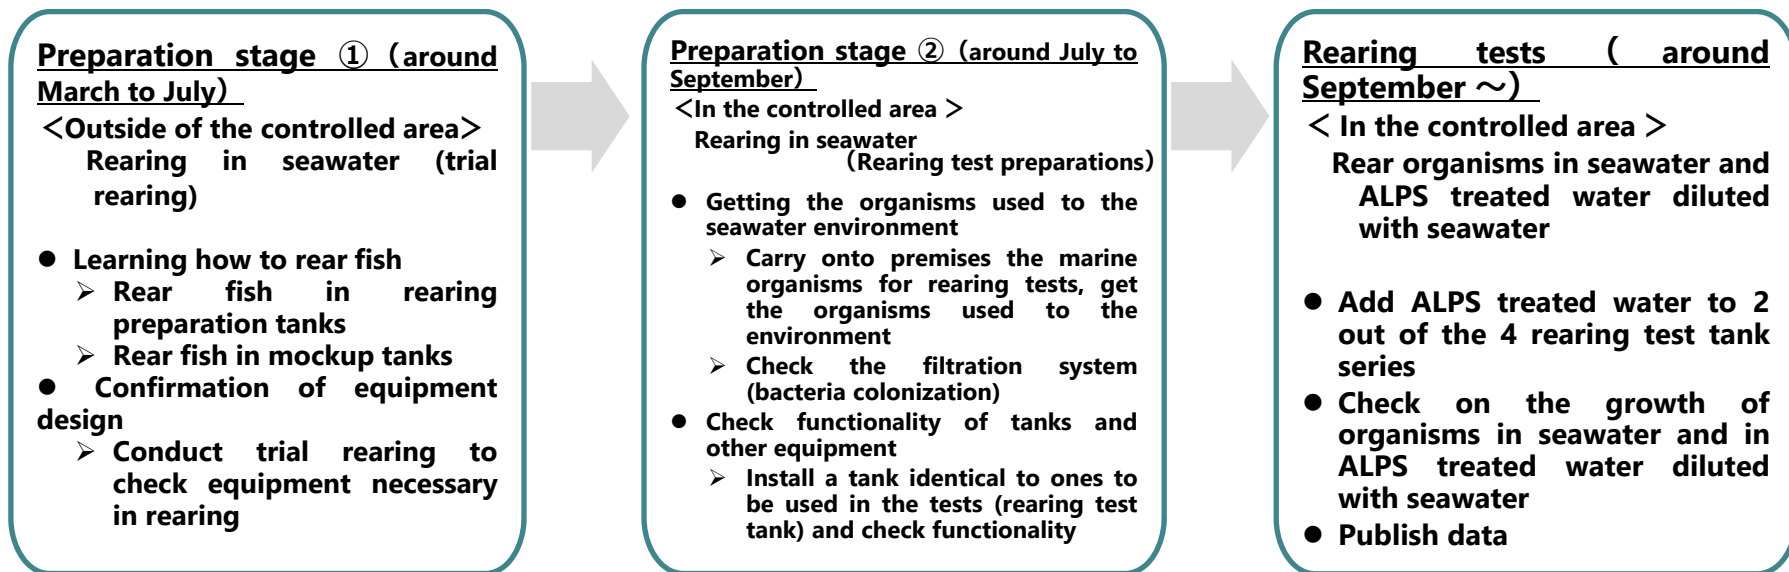 Preparation stage ① (around
March to July)
＜Outside of the controlled area＞
Rearing in seawater (trial
rearing)
● Learning how to rear fish
➢ Rear fish in rearing
preparation tanks
➢ Rear fish in mockup tanks
● Confirmation of equipment
design
➢ Conduct trial rearing to
check equipment necessary
in rearing
Preparation stage ② (around July to
September)
＜In the controlled area ＞
Rearing in seawater
(Rearing test preparations)
● Getting the organisms used to the
seawater environment
➢ Carry onto premises the marine
organisms for rearing tests, get
the organisms used to the
environment
➢ Check the filtration system
(bacteria colonization)
● Check functionality of tanks and
other equipment
➢ Install a tank identical to ones to
be used in the tests (rearing test
tank) and check functionality
Rearing tests ( around
September ～)
＜ In the controlled area ＞
Rear organisms in seawater and
ALPS treated water diluted
with seawater
● Add ALPS treated water to 2
out of the 4 rearing test tank
series
● Check on the growth of
organisms in seawater and in
ALPS treated water diluted
with seawater
● Publish data